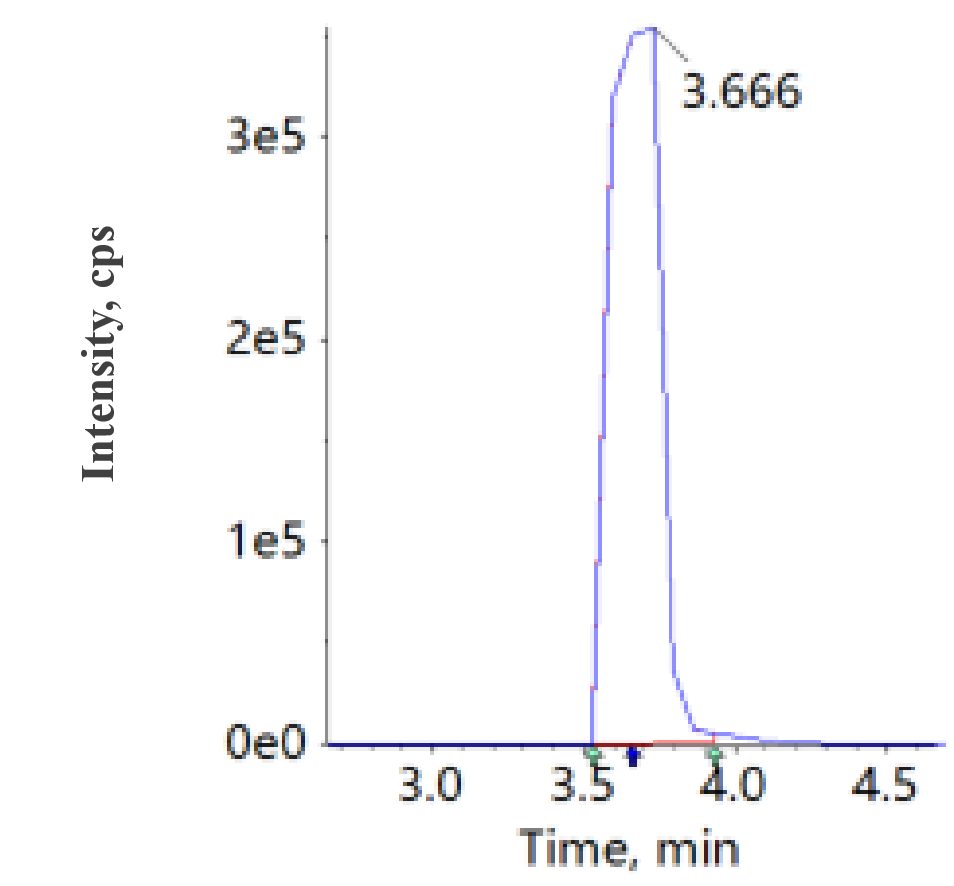 3.666
3e5
2e5
1e5
0e0
Intensity, cps
3.0 3.5 4.0 4.5
Time, min